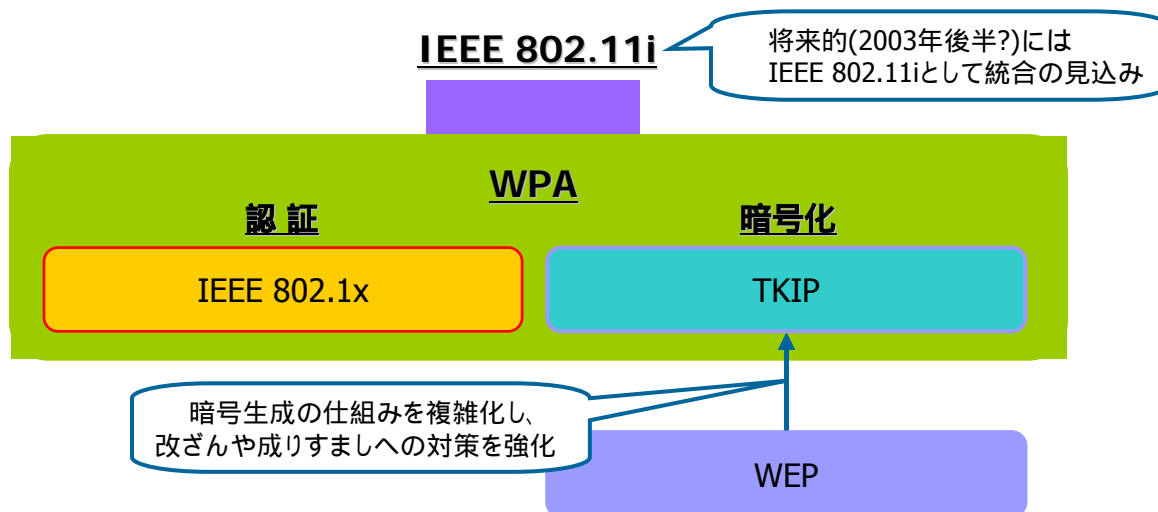 IEEE 802.11i
将来的(2003年後半?)には
IEEE 802.11iとして統合の見込み
WPA
認 証
暗号化
IEEE 802.1x
TKIP
暗号生成の仕組みを複雑化し、
改ざんや成りすましへの対策を強化
WEP